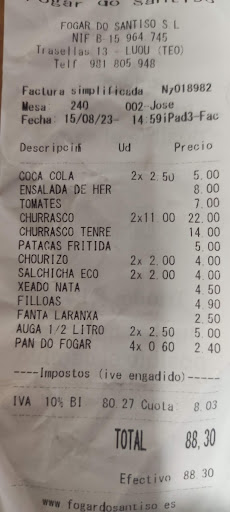 Fogar do Santiso
FOGAR DO SANTISO S L
NIF B-15 964 745
Trasellas 13 - LUOU (TEO)
Telf 981 805 948
Factura simplificada Nº018982
Mesa 240 002-Jose
Fecha 15/08/23- 14.59iPad3-Fac
Descripción Ud Precio
COCA COLA 2x 2.50 5.00
ENSALADA DE HFR 8.00
TOMATES 7.00
CHURRASCO 2x11.00 22.00
CHURRASCO TENRE 14.00
PATACAS FRITIDA 5.00
CHOURIZO 2x 2.00 4.00
SALCHICHA ECO 2x 2.00 4.00
XEADO NATA 4.50
FILLOAS 4.90
FANTA LARANXA 2.50
AUGA 1/2 LITRO 2x 2.50 5.00
PAN DO FOGAR 4x 0.60 2.40
----Impostos (ive engadido)----
IVA 10% BI 80.27 Cuota 8.03
TOTAL 88,30
Efectivo 88.30
www.fogardosantiso.es